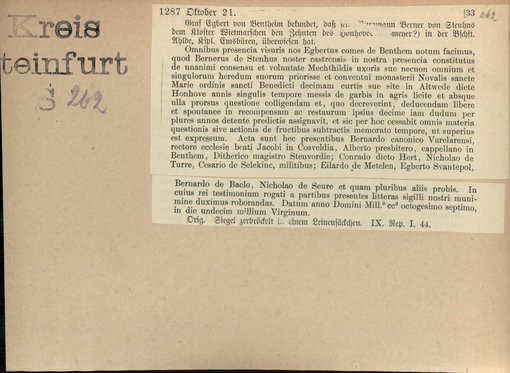 Kreis
teinfurt
S 262
1287 Oktober 21. [33 262
Graf Egbert von Bentheim bekundet, daß Burgmann Berner von Stenhus
dem Kloster Wietmarschen den Zehnten des meyer?) in der Bschft.
Ahlde, Kspl. Emsbüren, überwiesen hat.
Omnibus presencia visuris nos Egbertus comes de Benthem notum facimus,
quod Bernerus de Stenhus noster castrensis in nostra presencia constitutus
de unanimi consensu et voluntate Mechthildis uxoris sue necnon omnium et
singulorum heredum suorum priorisse et conventui monasterii Novalis sancte
Marie ordinis sancti Benedicti decimam curtis sue site in Altwede dicte
Honhove annis singulis tempore messis de garbis in agris licite et absque
ulla prorsus questione colligendam et, quo decreverint, deducendam libere
et spontanee in recompensam ac restaurum ipsius decime iam dudum per
plures annos detente predictis assignavit, et sic per hoc cessabit omnis materia
questionis sive actionis de fructibus subtractis memorato tempore, ut superius
est expressum. Acta sunt hec presentibus Bernardo canonico Varelarensi,
rectore ecclesie beati Jacobi in Cosveldia, Alberto presbitero, cappellano in
Benthem, Ditherico magistro Stenvordie; Conrado dicto Hert, Nicholao de
Turre, Cesario de Selekinc, militibus; Eilardo de Metelen, Egberto Svantepol,
Bernardo de Baclo, Nicholao de Scure et quam pluribus aliis probis. In
cuius rei testimonium rogati a partibus presentes litteras sigilli nostri muni-
mine duximus roborandas. Datum anno Domini Mill.º ccº octogesimo septimo,
in die undecim millium Virginum.
Orig. Siegel zerbröckelt in einem Leinensäckchen. IX. Rep. I. 44.